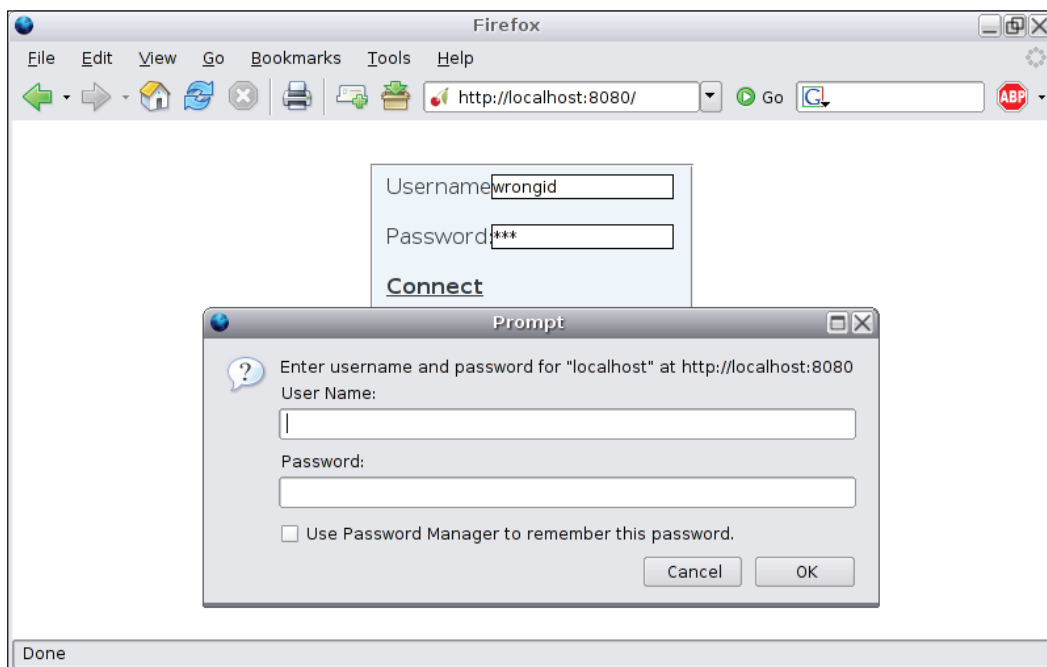 Firefox
File Edit View Go Bookmarks Tools Help
http://localhost:8080/ Go G ABP
Username wrongid
Password: ***
Connect
Prompt
? Enter username and password for "localhost" at http://localhost:8080
User Name:
Password:
Use Password Manager to remember this password.
Cancel OK
Done